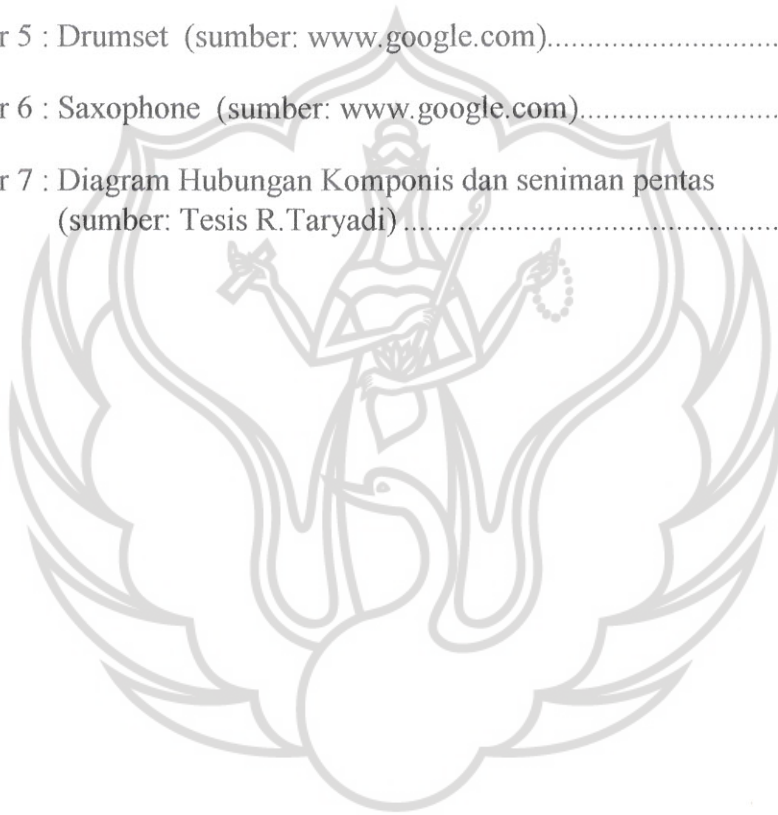 r 5 : Drumset (sumber: www.google.com)..............................
r 6 : Saxophone (sumber: www.google.com)..........................
r 7 : Diagram Hubungan Komponis dan seniman pentas
(sumber: Tesis R.Taryadi)................................................